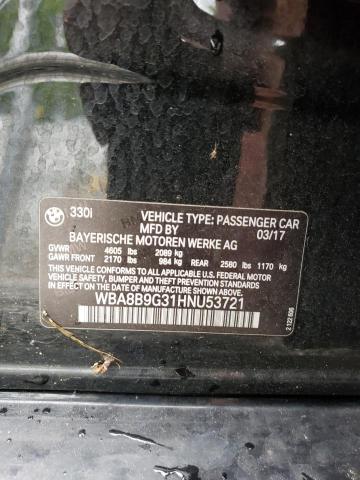 330i VEHICLE TYPE: PASSENGER CAR
MFD BY 03/17
BAYERISCHE MOTOREN WERKE AG
GVWR 4605 lbs 2089 kg
GAWR FRONT 2170 lbs 984 kg REAR 2580 lbs 1170 kg
THIS VEHICLE CONFORMS TO ALL APPLICABLE U.S. FEDERAL MOTOR
VEHICLE SAFETY, BUMPER AND THEFT PREVENTION STANDARDS
IN EFFECT ON THE DATE OF MANUFACTURE SHOWN ABOVE.
WBA8B9G31HNU53721